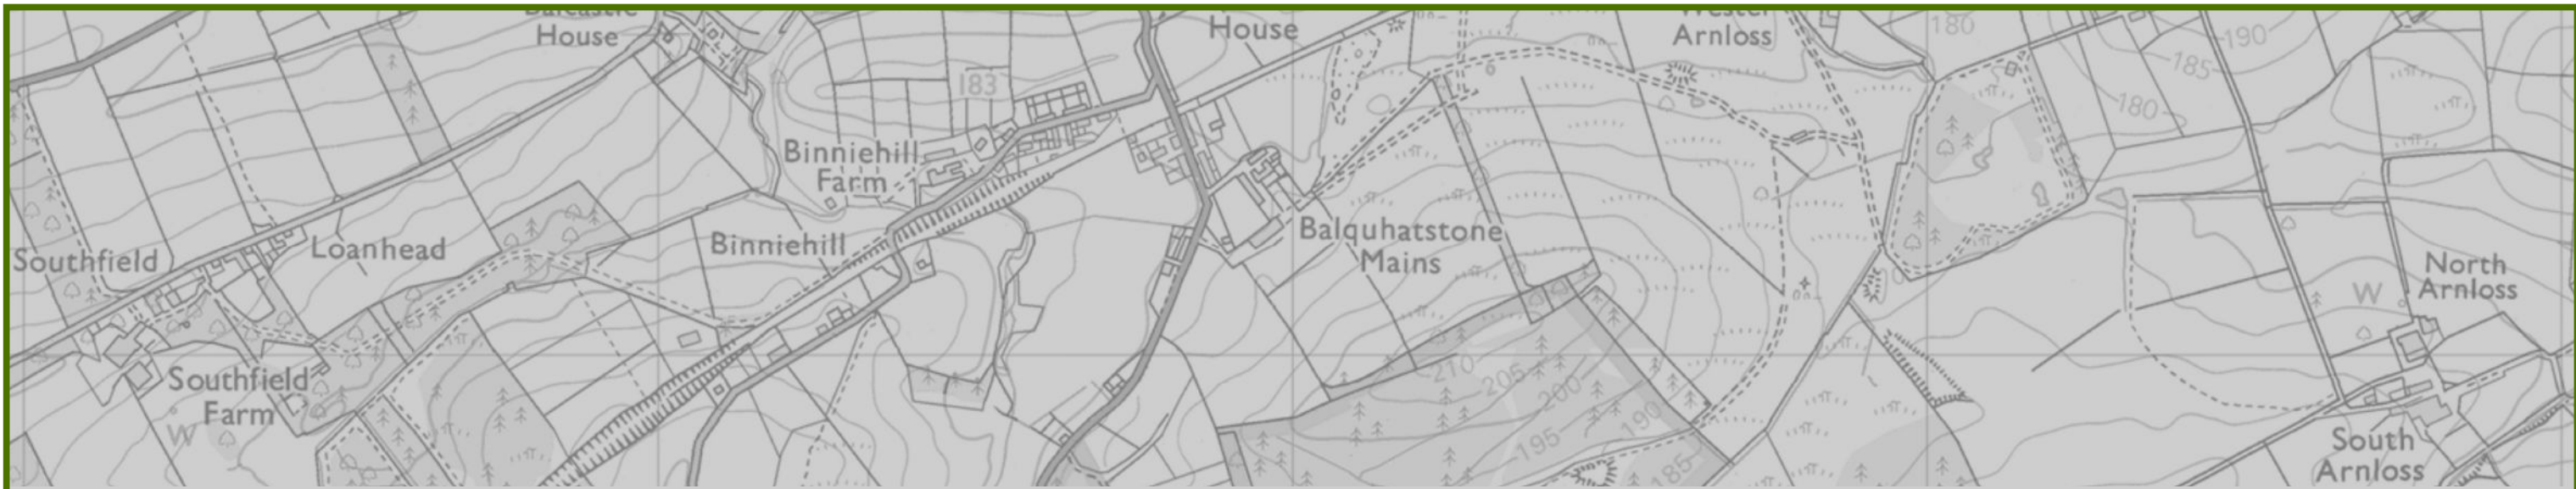 House
House
Arnloss
180
190
185
183
180
Binniehill
Farm
Southfield
Loanhead
Binniehill
Balquhatstone
Mains
North
Arnloss
W
Southfield
Farm
W
210
205
200
195
190
185
South
Arnloss